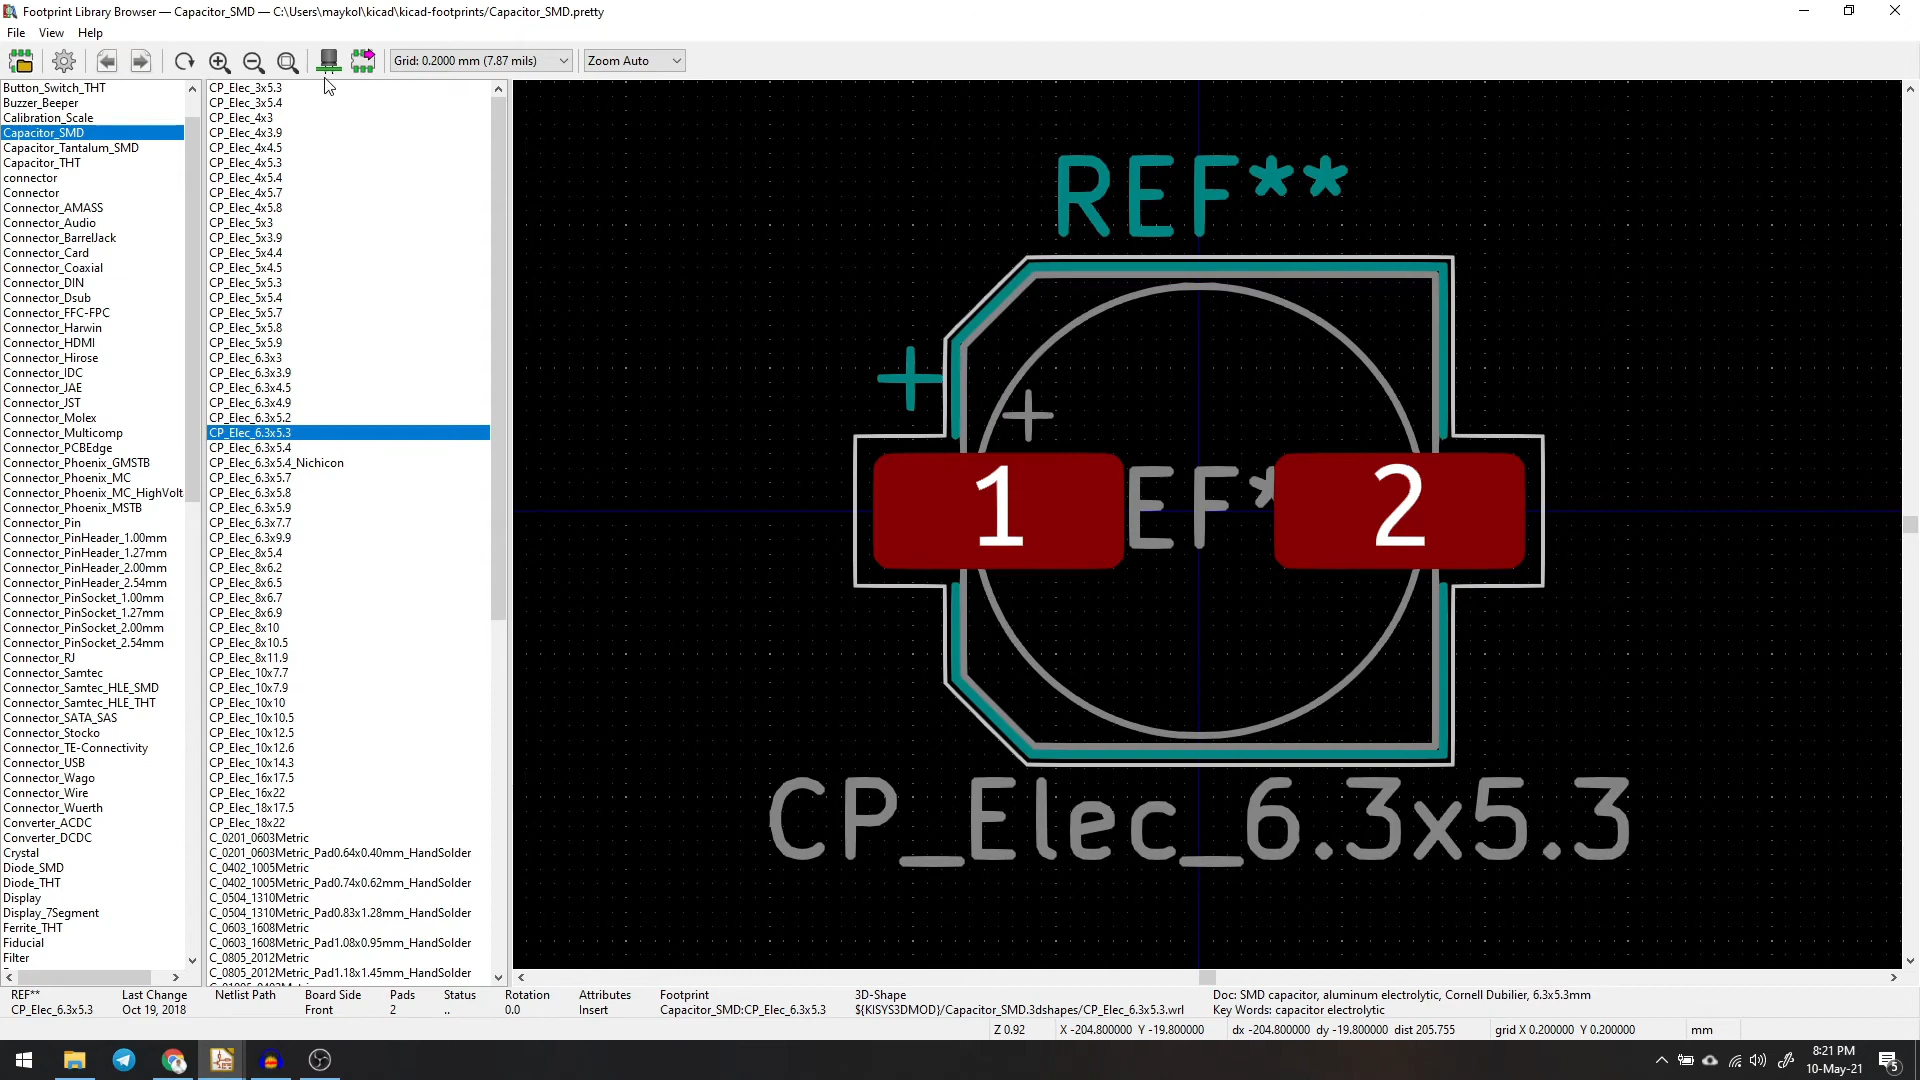 Footprint Library Browser — Capacitor_SMD — C:\Users\maykol\kicad\kicad-footprints/Capacitor_SMD.pretty
File View Help
Grid: 0.2000 mm (7.87 mils)
Zoom Auto
Button_Switch_THT
Buzzer_Beeper
Calibration_Scale
Capacitor_SMD
Capacitor_Tantalum_SMD
Capacitor_THT
connector
Connector
Connector_AMASS
Connector_Audio
Connector_BarrelJack
Connector_Card
Connector_Coaxial
Connector_DIN
Connector_Dsub
Connector_FFC-FPC
Connector_Harwin
Connector_HDMI
Connector_Hirose
Connector_IDC
Connector_JAE
Connector_JST
Connector_Molex
Connector_Multicomp
Connector_PCBEdge
Connector_Phoenix_GMSTB
Connector_Phoenix_MC
Connector_Phoenix_MC_HighVolt
Connector_Phoenix_MSTB
Connector_Pin
Connector_PinHeader_1.00mm
Connector_PinHeader_1.27mm
Connector_PinHeader_2.00mm
Connector_PinHeader_2.54mm
Connector_PinSocket_1.00mm
Connector_PinSocket_1.27mm
Connector_PinSocket_2.00mm
Connector_PinSocket_2.54mm
Connector_RJ
Connector_Samtec
Connector_Samtec_HLE_SMD
Connector_Samtec_HLE_THT
Connector_SATA_SAS
Connector_Stocko
Connector_TE-Connectivity
Connector_USB
Connector_Wago
Connector_Wire
Connector_Wuerth
Converter_ACDC
Converter_DCDC
Crystal
Diode_SMD
Diode_THT
Display
Display_7Segment
Ferrite_THT
Fiducial
Filter
CP_Elec_3x5.3
CP_Elec_3x5.4
CP_Elec_4x3
CP_Elec_4x3.9
CP_Elec_4x4.5
CP_Elec_4x5.3
CP_Elec_4x5.4
CP_Elec_4x5.7
CP_Elec_4x5.8
CP_Elec_5x3
CP_Elec_5x3.9
CP_Elec_5x4.4
CP_Elec_5x4.5
CP_Elec_5x5.3
CP_Elec_5x5.4
CP_Elec_5x5.7
CP_Elec_5x5.8
CP_Elec_5x5.9
CP_Elec_6.3x3
CP_Elec_6.3x3.9
CP_Elec_6.3x4.5
CP_Elec_6.3x4.9
CP_Elec_6.3x5.2
CP_Elec_6.3x5.3
CP_Elec_6.3x5.4
CP_Elec_6.3x5.4_Nichicon
CP_Elec_6.3x5.7
CP_Elec_6.3x5.8
CP_Elec_6.3x5.9
CP_Elec_6.3x7.7
CP_Elec_6.3x9.9
CP_Elec_8x5.4
CP_Elec_8x6.2
CP_Elec_8x6.5
CP_Elec_8x6.7
CP_Elec_8x6.9
CP_Elec_8x10
CP_Elec_8x10.5
CP_Elec_8x11.9
CP_Elec_10x7.7
CP_Elec_10x7.9
CP_Elec_10x10
CP_Elec_10x10.5
CP_Elec_10x12.5
CP_Elec_10x12.6
CP_Elec_10x14.3
CP_Elec_16x17.5
CP_Elec_16x22
CP_Elec_18x17.5
CP_Elec_18x22
C_0201_0603Metric
C_0201_0603Metric_Pad0.64x0.40mm_HandSolder
C_0402_1005Metric
C_0402_1005Metric_Pad0.74x0.62mm_HandSolder
C_0504_1310Metric
C_0504_1310Metric_Pad0.83x1.28mm_HandSolder
C_0603_1608Metric
C_0603_1608Metric_Pad1.08x0.95mm_HandSolder
C_0805_2012Metric
C_0805_2012Metric_Pad1.18x1.45mm_HandSolder
REF**
+
+
1 EF* 2
CP_Elec_6.3x5.3
REF** Last Change Netlist Path Board Side Pads Status Rotation Attributes Footprint 3D-Shape Doc: SMD capacitor, aluminum electrolytic, Cornell Dubilier, 6.3x5.3mm
CP_Elec_6.3x5.3 Oct 19, 2018 Front 2 .. 0.0 Insert Capacitor_SMD:CP_Elec_6.3x5.3 ${KISYS3DMOD}/Capacitor_SMD.3dshapes/CP_Elec_6.3x5.3.wrl Key Words: capacitor electrolytic
Z 0.92 X -204.800000 Y -19.800000 dx -204.800000 dy -19.800000 dist 205.755 grid X 0.200000 Y 0.200000 mm
8:21 PM
10-May-21
5